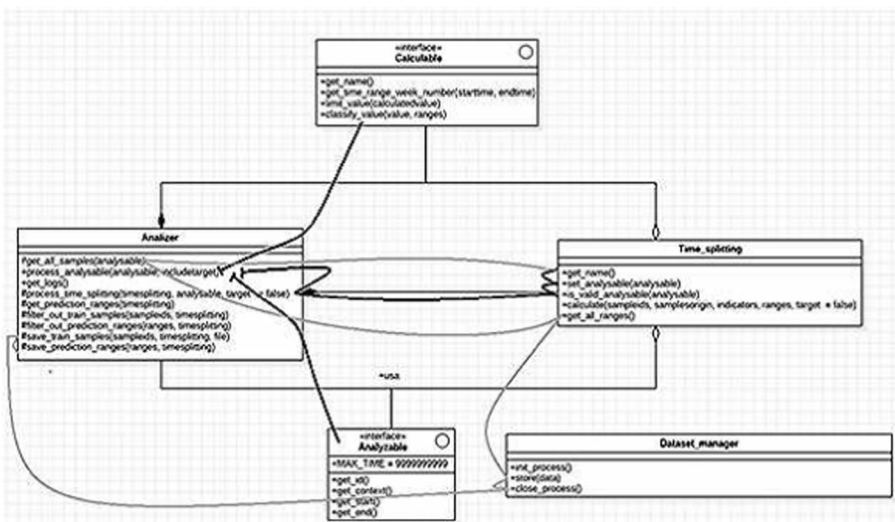 «interface»
Calculable
+get_name()
+get_time_range_week_number(starttime, endtime)
+limit_value(calculatedvalue)
+classify_value(value, ranges)
Analizer
#get_all_samples(analysable)
+process_analysable(analysable, includetarget)
+get_logs()
#process_time_splitting(timesplitting, analysable, target = false)
#get_prediction_ranges(timesplitting)
#filter_out_train_samples(sampleids, timesplitting)
#filter_out_prediction_ranges(ranges, timesplitting)
#save_train_samples(sampleids, timesplitting, file)
#save_prediction_ranges(ranges, timesplitting)
Time_splitting
+get_name()
+set_analysable(analysable)
+is_valid_analysable(analysable)
+calculate(sampleids, samplesorigin, indicators, ranges, target = false)
+get_all_ranges()
+usa
«interface»
Analyzable
+MAX_TIME = 9999999999
+get_id()
+get_context()
+get_start()
+get_end()
Dataset_manager
+init_process()
+store(data)
+close_process()